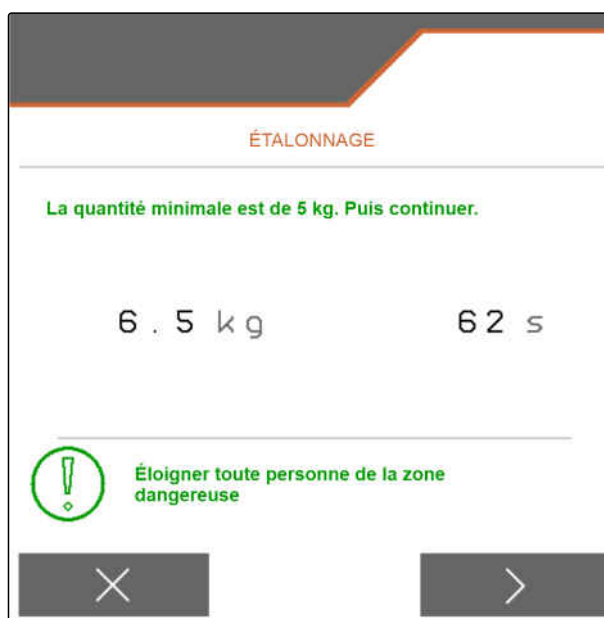 ÉTALONNAGE
La quantité minimale est de 5 kg. Puis continuer.
6.5 kg 62 s
Éloigner toute personne de la zone
dangereuse